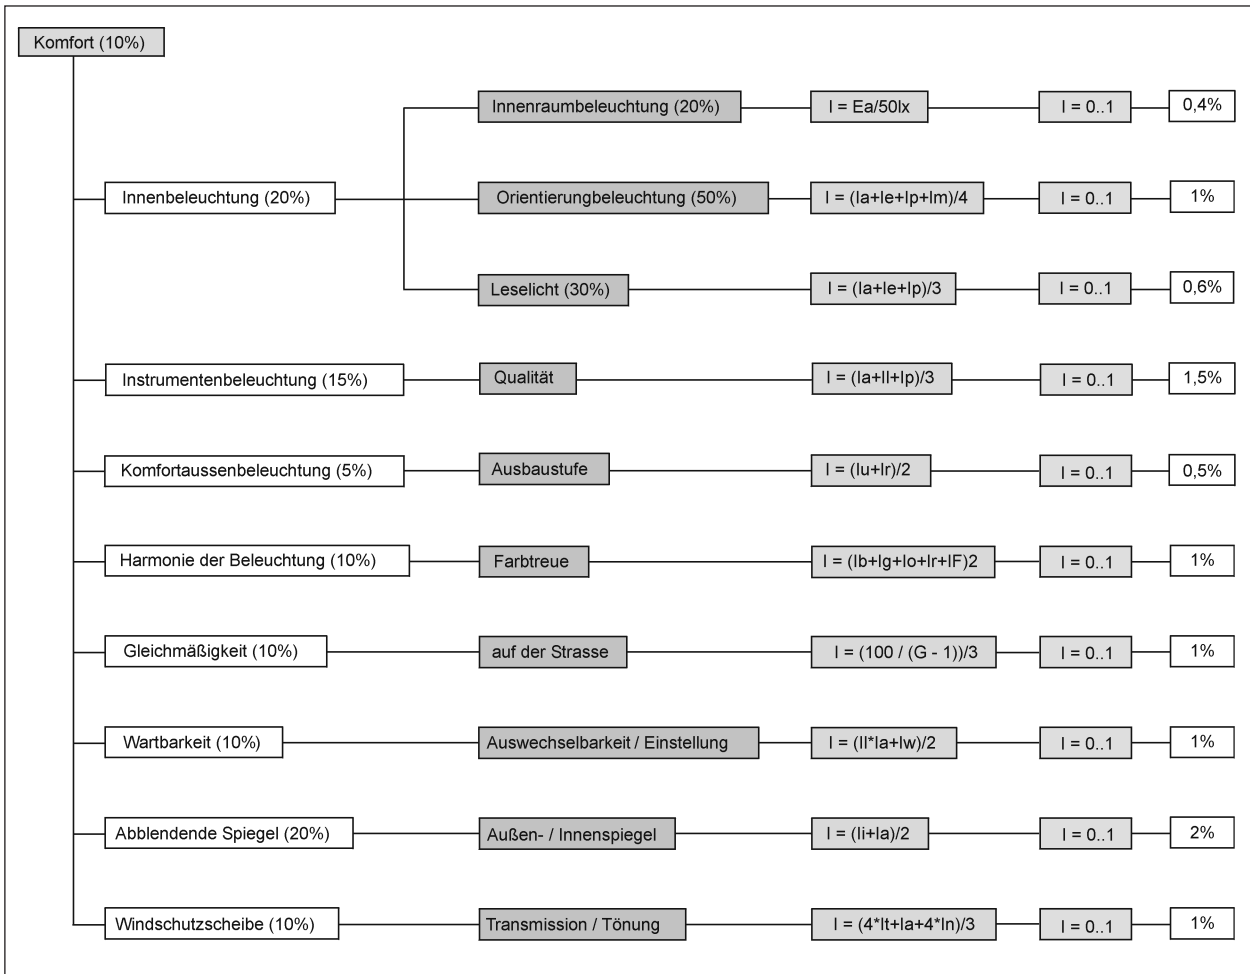 Komfort (10%)
Innenraumbeleuchtung (20%) I = Ea/50lx I = 0..1 0,4%
Innenbeleuchtung (20%) Orientierungbeleuchtung (50%) I = (Ia+Ie+Ip+Im)/4 I = 0..1 1%
Leselicht (30%) I = (Ia+Ie+Ip)/3 I = 0..1 0,6%
Instrumentenbeleuchtung (15%) Qualität I = (Ia+Il+Ip)/3 I = 0..1 1,5%
Komfortaussenbeleuchtung (5%) Ausbaustufe I = (Iu+Ir)/2 I = 0..1 0,5%
Harmonie der Beleuchtung (10%) Farbtreue I = (Ib+Ig+Io+Ir+IF)2 I = 0..1 1%
Gleichmäßigkeit (10%) auf der Strasse I = (100 / (G - 1))/3 I = 0..1 1%
Wartbarkeit (10%) Auswechselbarkeit / Einstellung I = (Il*Ia+Iw)/2 I = 0..1 1%
Abblendende Spiegel (20%) Außen- / Innenspiegel I = (Ii+Ia)/2 I = 0..1 2%
Windschutzscheibe (10%) Transmission / Tönung I = (4*It+Ia+4*In)/3 I = 0..1 1%